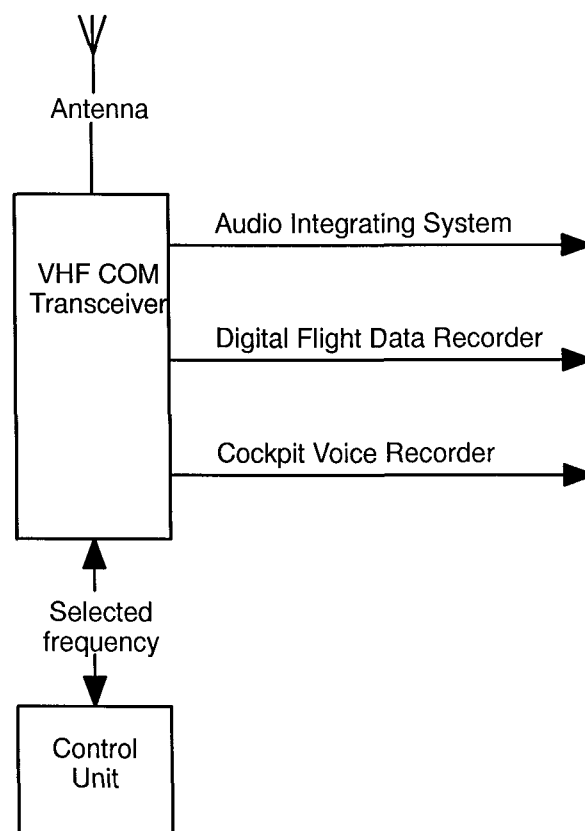 Antenna
Audio Integrating System
VHF COM
Transceiver
Digital Flight Data Recorder
Cockpit Voice Recorder
Selected
frequency
Control
Unit